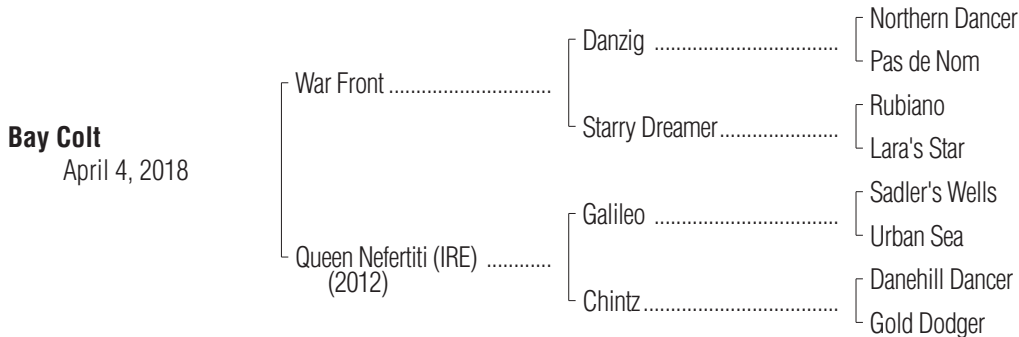 Northern Dancer
Danzig ..................................
Pas de Nom
War Front ..............................
Rubiano
Starry Dreamer......................
Lara's Star
Bay Colt
April 4, 2018
Sadler's Wells
Galileo ..................................
Urban Sea
Queen Nefertiti (IRE) ............
(2012)
Danehill Dancer
Chintz.....................................
Gold Dodger